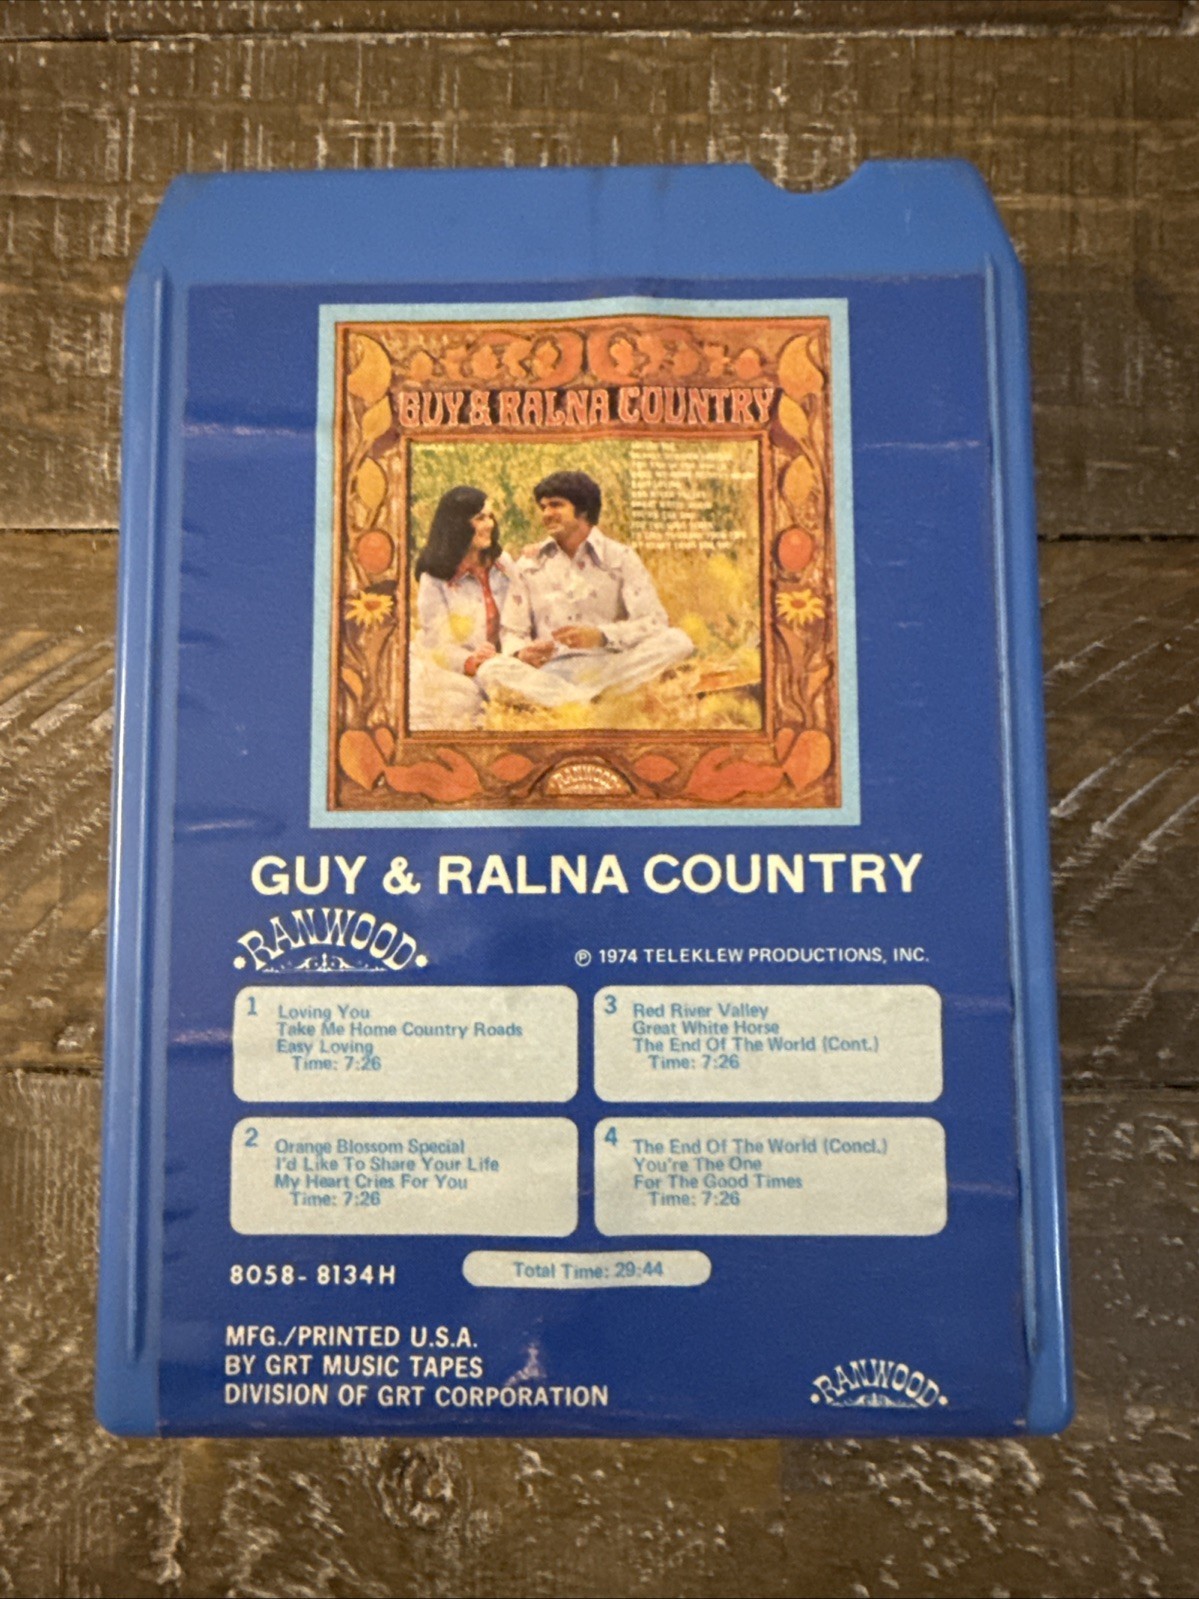 GUY & RALNA COUNTRY
RANWOOD
GUY & RALNA COUNTRY
RANWOOD
℗ 1974 TELEKLEW PRODUCTIONS, INC.
1 Loving You
Take Me Home Country Roads
Easy Loving
Time: 7:26
2 Orange Blossom Special
I'd Like To Share Your Life
My Heart Cries For You
Time: 7:26
3 Red River Valley
Great White Horse
The End Of The World (Cont.)
Time: 7:26
4 The End Of The World (Concl.)
You're The One
For The Good Times
Time: 7:26
8058-8134H
Total Time: 29:44
MFG./PRINTED U.S.A.
BY GRT MUSIC TAPES
DIVISION OF GRT CORPORATION
RANWOOD